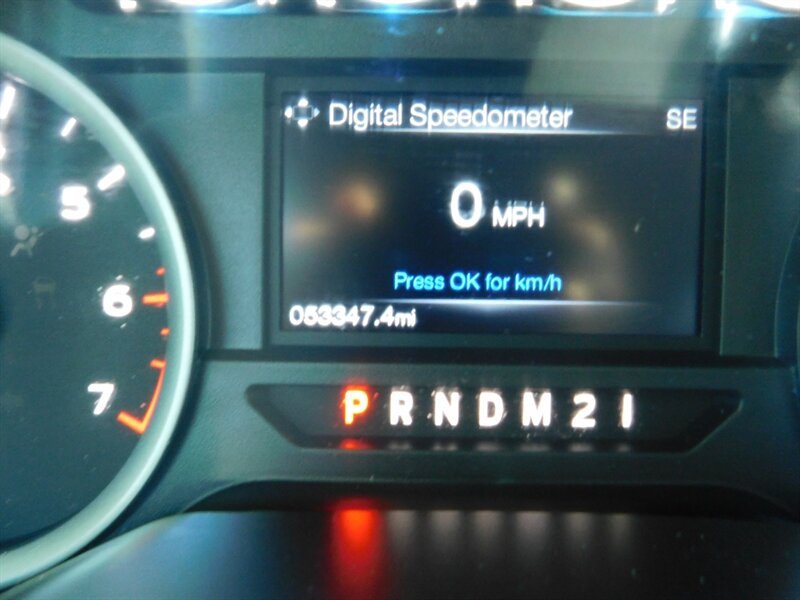 Digital Speedometer SE
0 MPH
Press OK for km/h
053347.4mi
5
6
7
P R N D M 2 1